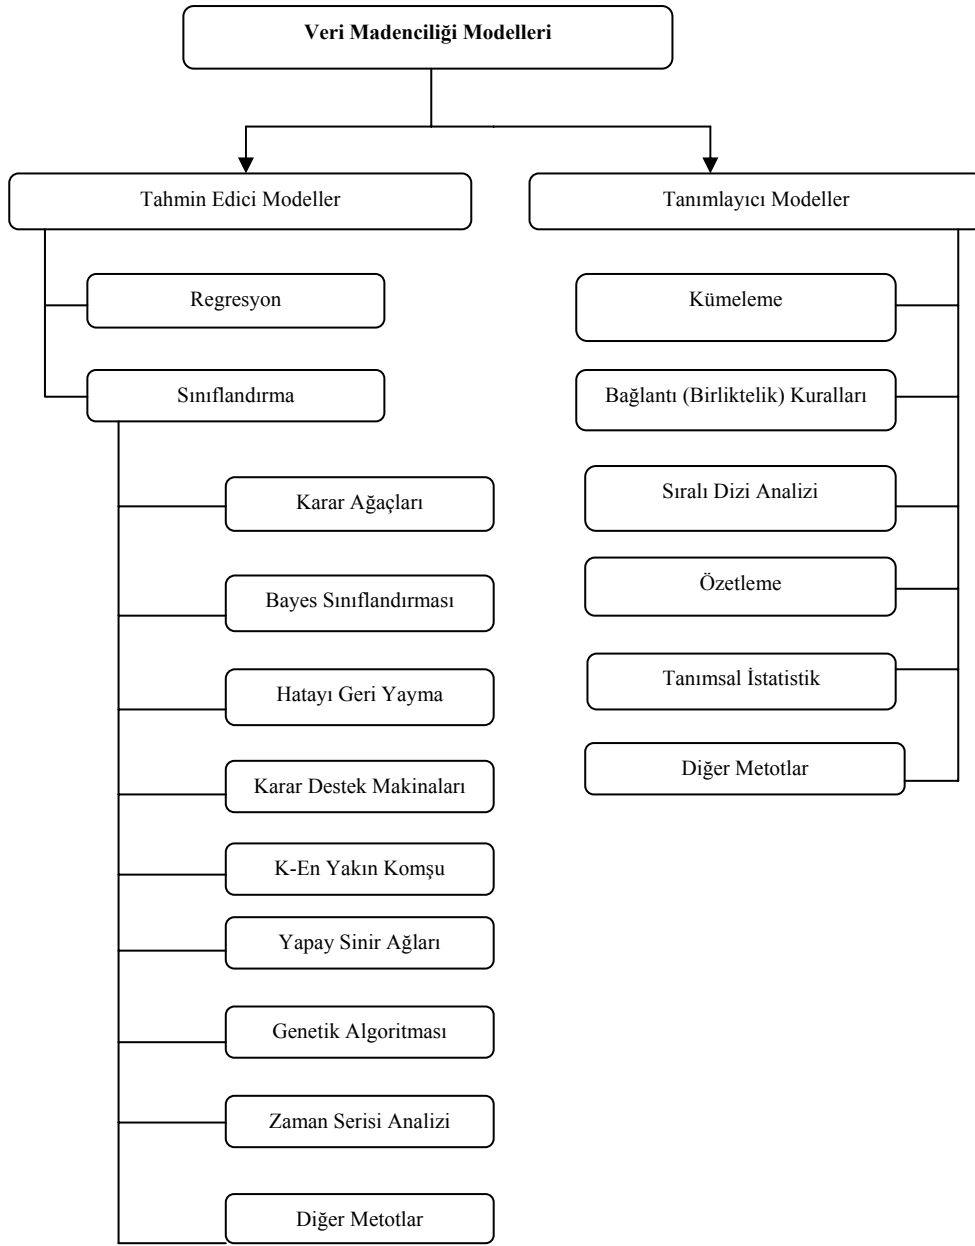 Veri Madenciliği Modelleri
Tahmin Edici Modeller
Tanımlayıcı Modeller
Regresyon
Sınıflandırma
Karar Ağaçları
Bayes Sınıflandırması
Hatayı Geri Yayma
Karar Destek Makinaları
K-En Yakın Komşu
Yapay Sinir Ağları
Genetik Algoritması
Zaman Serisi Analizi
Diğer Metotlar
Kümeleme
Bağlantı (Birliktelik) Kuralları
Sıralı Dizi Analizi
Özetleme
Tanımsal İstatistik
Diğer Metotlar